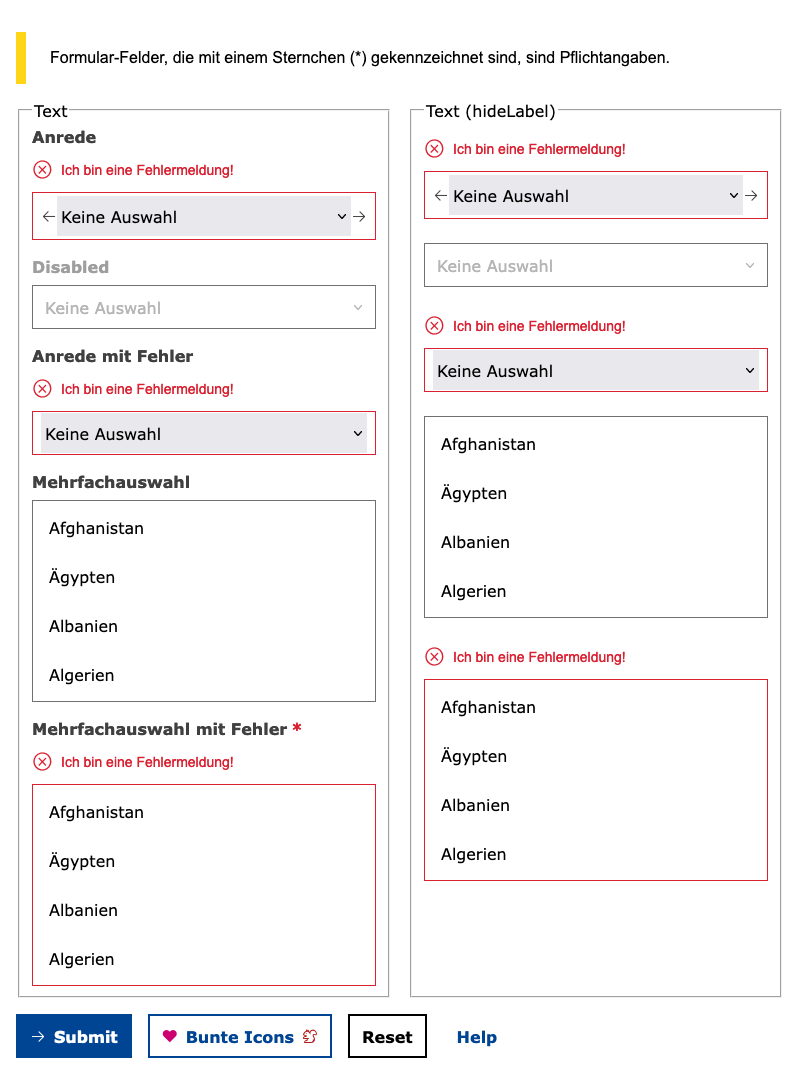 Formular-Felder, die mit einem Sternchen (*) gekennzeichnet sind, sind Pflichtangaben.
Text
Anrede
Ich bin eine Fehlermeldung!
Keine Auswahl
Disabled
Keine Auswahl
Anrede mit Fehler
Ich bin eine Fehlermeldung!
Keine Auswahl
Mehrfachauswahl
Afghanistan
Ägypten
Albanien
Algerien
Mehrfachauswahl mit Fehler *
Ich bin eine Fehlermeldung!
Afghanistan
Ägypten
Albanien
Algerien
Text (hideLabel)
Ich bin eine Fehlermeldung!
Keine Auswahl
Keine Auswahl
Ich bin eine Fehlermeldung!
Keine Auswahl
Afghanistan
Ägypten
Albanien
Algerien
Ich bin eine Fehlermeldung!
Afghanistan
Ägypten
Albanien
Algerien
Submit
Bunte Icons
Reset
Help